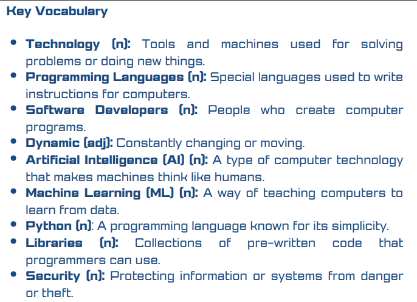 Key Vocabulary
• Technology (n): Tools and machines used for solving
problems or doing new things.
• Programming Languages (n): Special languages used to write
instructions for computers.
• Software Developers (n): People who create computer
programs.
• Dynamic (adj): Constantly changing or moving.
• Artificial Intelligence (AI) (n): A type of computer technology
that makes machines think like humans.
• Machine Learning (ML) (n): A way of teaching computers to
learn from data.
• Python (n): A programming language known for its simplicity.
• Libraries (n): Collections of pre-written code that
programmers can use.
• Security (n): Protecting information or systems from danger
or theft.